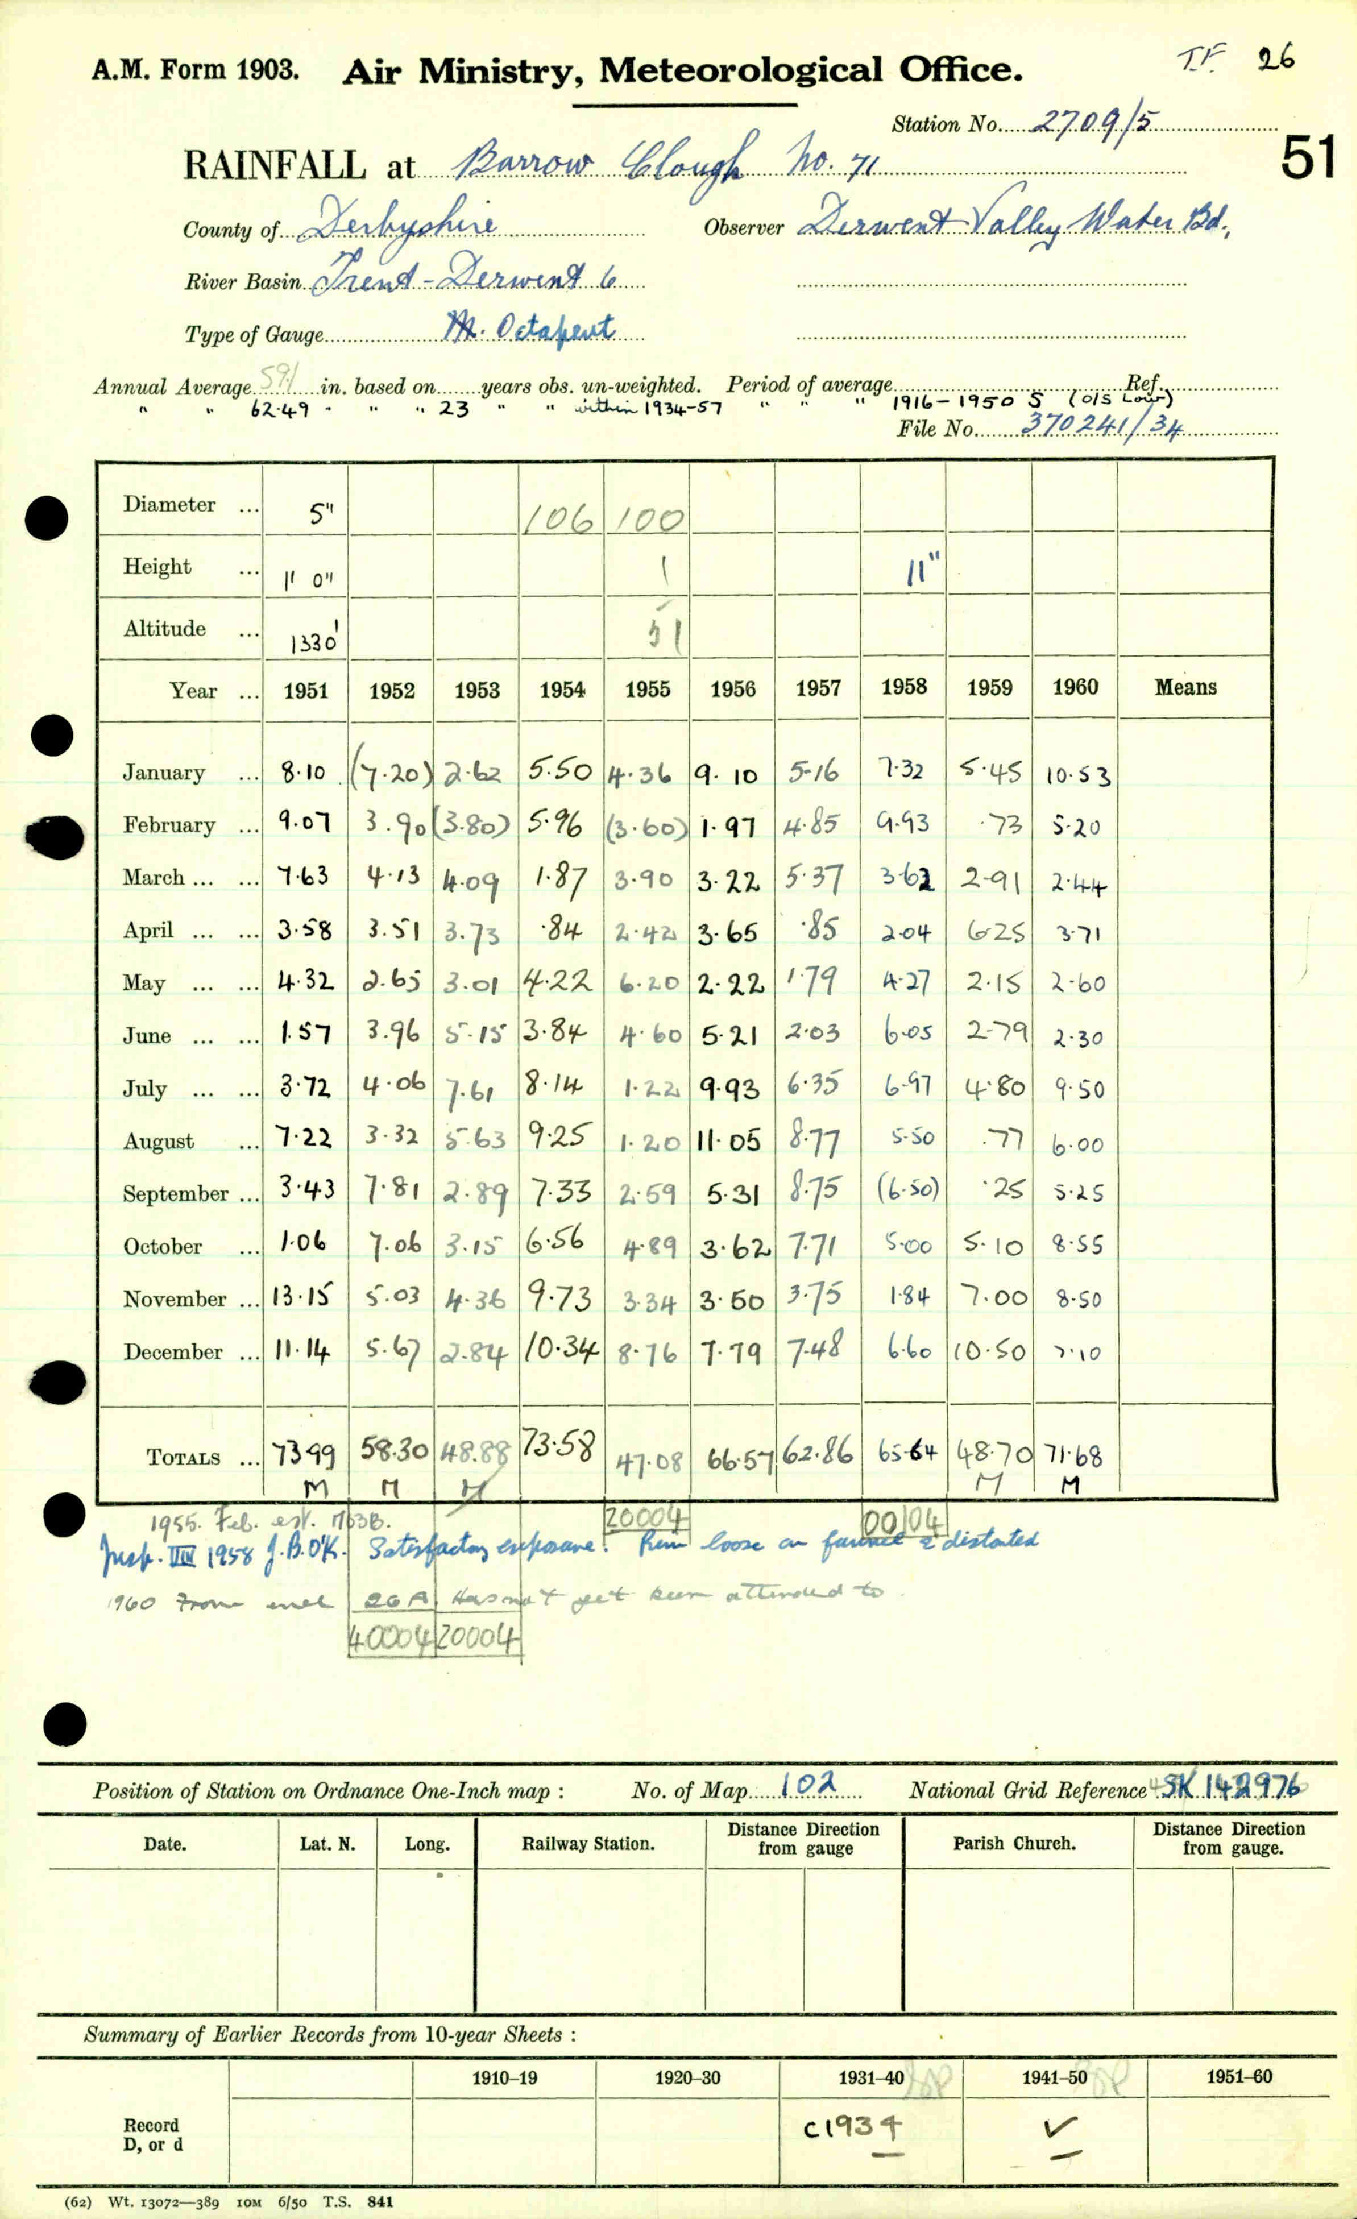 A.M. Form 1903. Air Ministry, Meteorological Office. T.F. 26
Station No. 2709/5
51
RAINFALL at Barrow Clough No. 71
County of Derbyshire Observer Derwent Valley Water Bd.,
River Basin Trent - Derwent 6
Type of Gauge M. Octapent
Annual Average 591 in. based on years obs. un-weighted. Period of average Ref.
" " 62.49 " " " 23 " " within 1934-57 " " " 1916-1950 S (O/S Low)
File No. 370241/34
Diameter ... 5" 106 100
Height ... 1' 0" 1 11"
Altitude ... 1330' 51
Year ... 1951 1952 1953 1954 1955 1956 1957 1958 1959 1960 Means
January ... 8.10 (7.20) 2.62 5.50 4.36 9.10 5.16 7.32 5.45 10.53
February ... 9.07 3.90 (3.80) 5.96 (3.60) 1.97 4.85 9.93 .73 5.20
March ... ... 7.63 4.13 4.09 1.87 3.90 3.22 5.37 3.62 2.91 2.44
April ... ... 3.58 3.51 3.73 .84 2.42 3.65 .85 2.04 6.25 3.71
May ... ... 4.32 2.65 3.01 4.22 6.20 2.22 1.79 4.27 2.15 2.60
June ... ... 1.57 3.96 5.15 3.84 4.60 5.21 2.03 6.05 2.79 2.30
July ... ... 3.72 4.06 7.61 8.14 1.22 9.93 6.35 6.97 4.80 9.50
August ... 7.22 3.32 5.63 9.25 1.20 11.05 8.77 5.50 .77 6.00
September ... 3.43 7.81 2.89 7.33 2.59 5.31 8.75 (6.50) .25 5.25
October ... 1.06 7.06 3.15 6.56 4.89 3.62 7.71 5.00 5.10 8.55
November ... 13.15 5.03 4.36 9.73 3.34 3.50 3.75 1.84 7.00 8.50
December ... 11.14 5.67 2.84 10.34 8.76 7.79 7.48 6.60 10.50 7.10
TOTALS ... 73.99 58.30 48.88 73.58 47.08 66.57 62.86 65.64 48.70 71.68
M M M M M
1955. Feb. est. M3B. 20004 00/04
Insp. VIII 1958 J.B.O'K. Satisfactory exposure. Rim loose on funnel & distorted
1960 From 26A Has not yet been attended to.
40004 20004
Position of Station on Ordnance One-Inch map : No. of Map 102 National Grid Reference SK 142976
Date. Lat. N. Long. Railway Station. Distance Direction from gauge Parish Church. Distance Direction from gauge.
Summary of Earlier Records from 10-year Sheets :
1910-19 1920-30 1931-40 1941-50 1951-60
Record D, or d c1934 ✓
(62) Wt. 13072—389 10M 6/50 T.S. 841